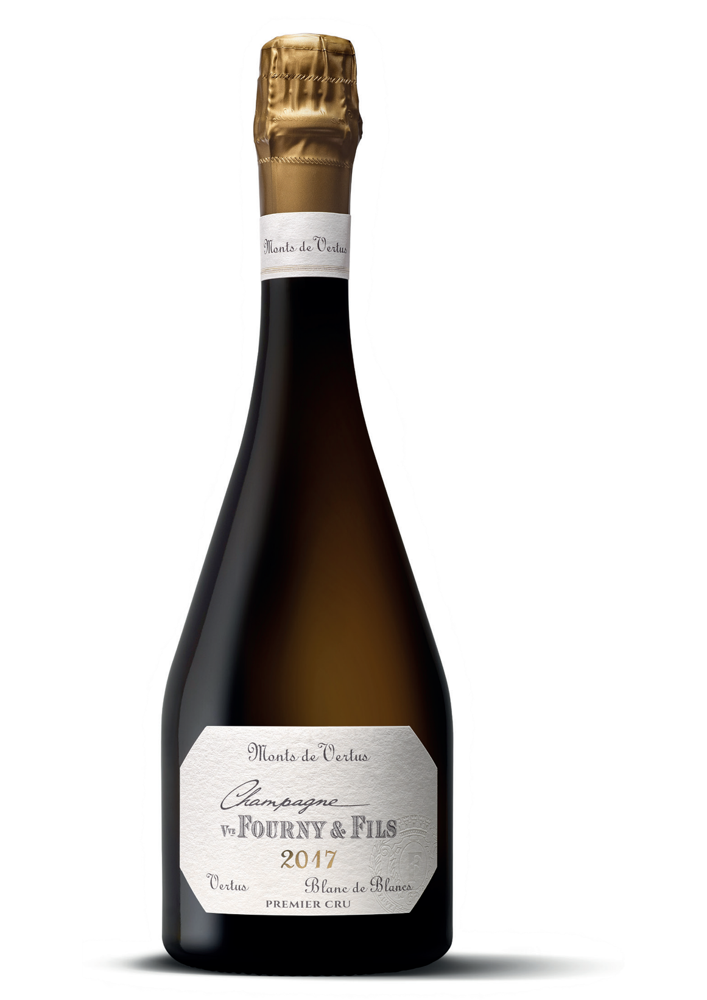 Monts de Vertus
Monts de Vertus
Champagne
Vve FOURNY & FILS
2017
Vertus Blanc de Blancs
PREMIER CRU